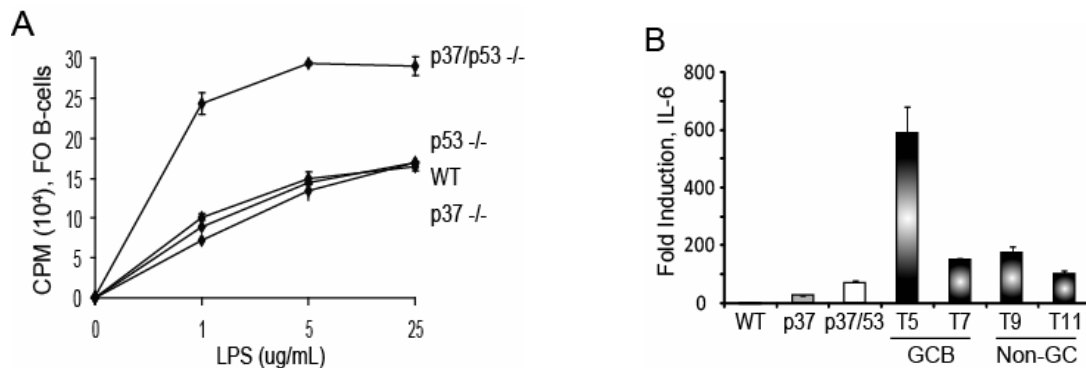 A
CPM (10⁴), FO B-cells
30
25
20
15
10
5
0
0 1 5 25
LPS (ug/mL)
p37/p53 -/-
p53 -/-
WT
p37 -/-
B
Fold Induction, IL-6
800
600
400
200
0
WT p37 p37/53 T5 T7 T9 T11
GCB Non-GC